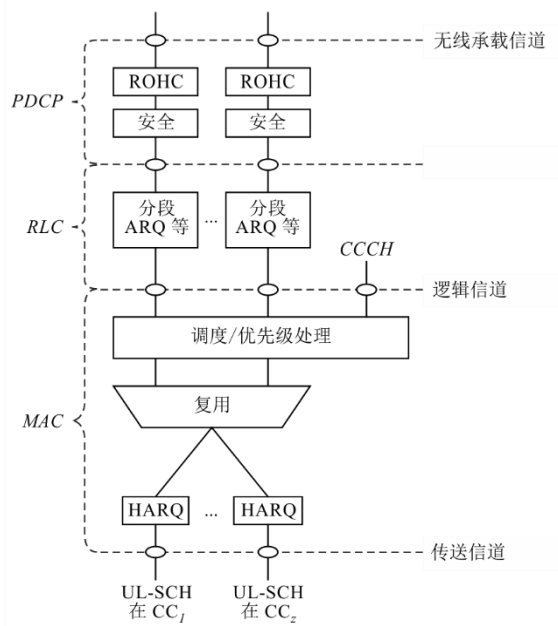 无线承载信道
ROHC
ROHC
PDCP
安全
安全
分段
ARQ 等
...
分段
ARQ 等
RLC
CCCH
逻辑信道
调度/优先级处理
复用
MAC
HARQ
...
HARQ
传送信道
UL-SCH
在 CC1
UL-SCH
在 CCz